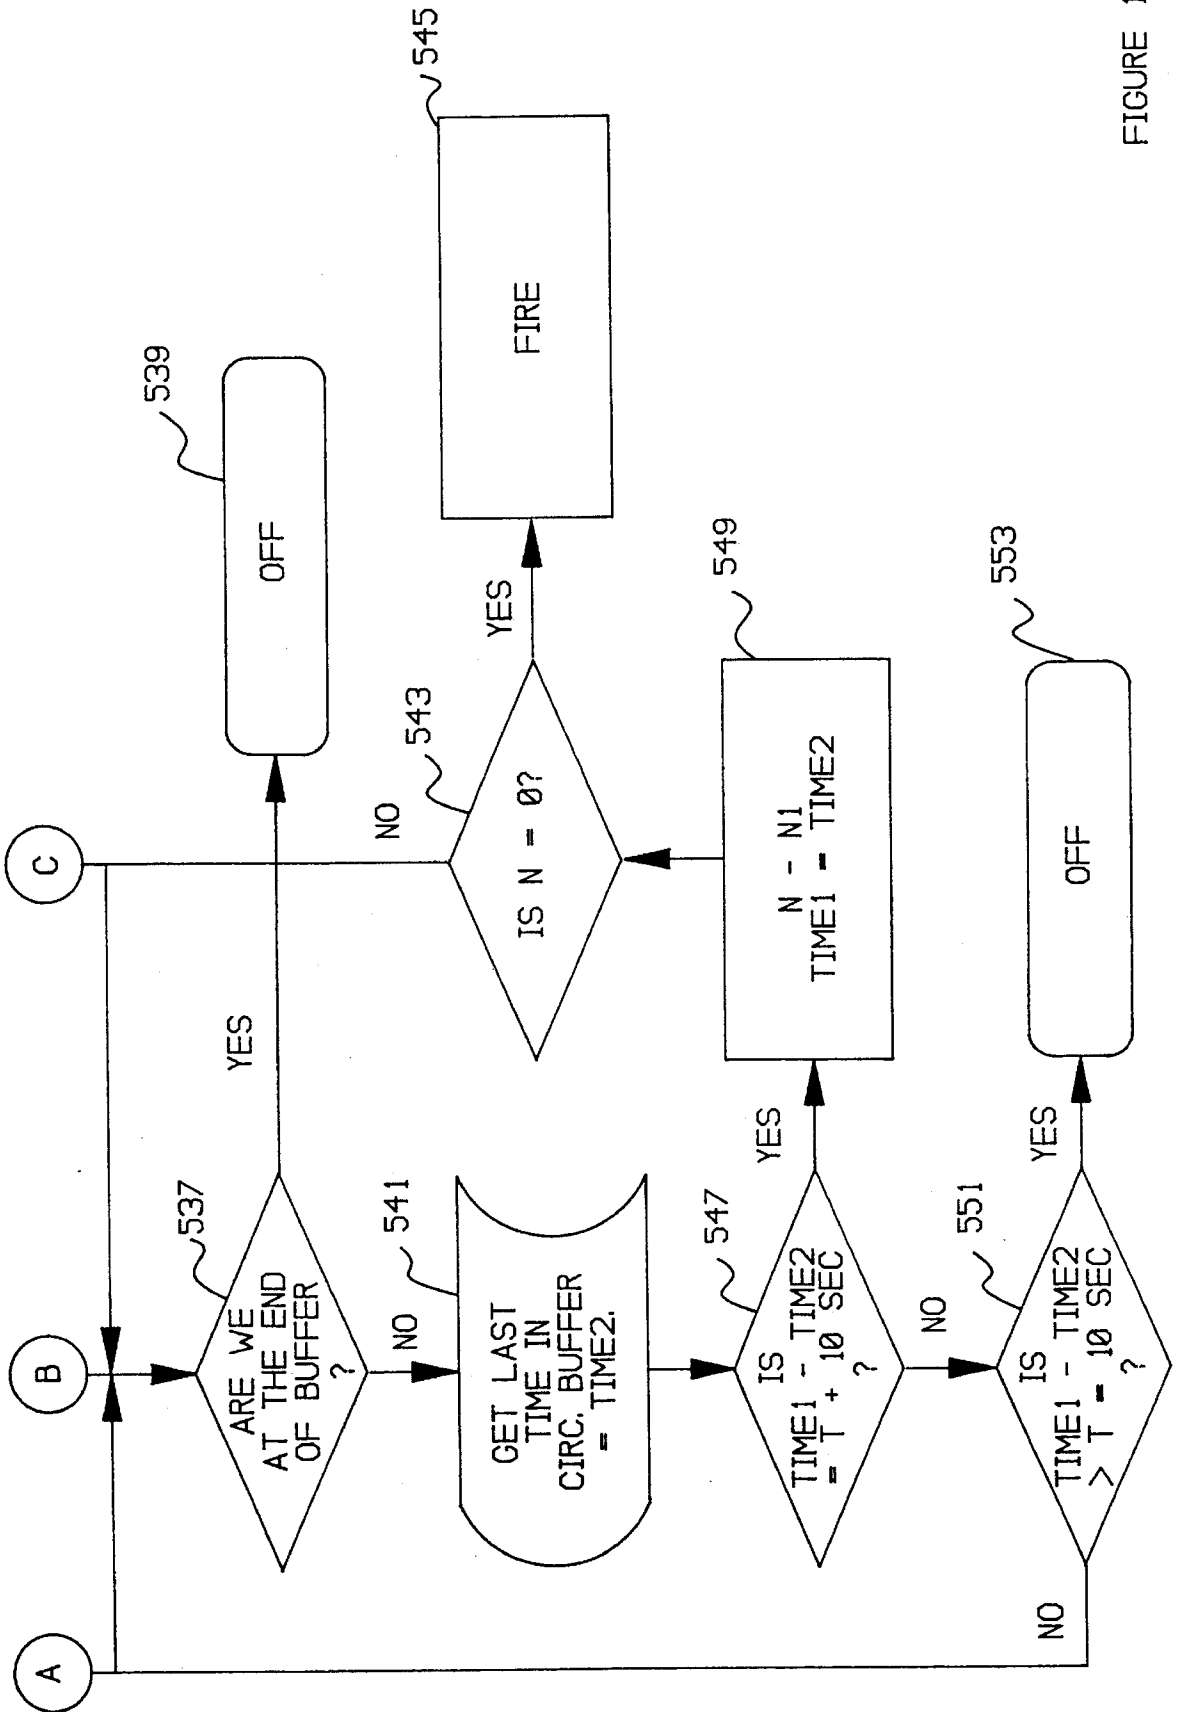 A
B
C
537
ARE WE
AT THE END
OF BUFFER
?
YES
539
OFF
NO
541
GET LAST
TIME IN
CIRC. BUFFER
= TIME2.
543
IS N = 0?
NO
YES
545
FIRE
547
IS
TIME1 - TIME2
= T + 10 SEC
?
YES
549
N - N1
TIME1 = TIME2
NO
551
IS
TIME1 - TIME2
> T = 10 SEC
?
YES
553
OFF
NO
FIGURE